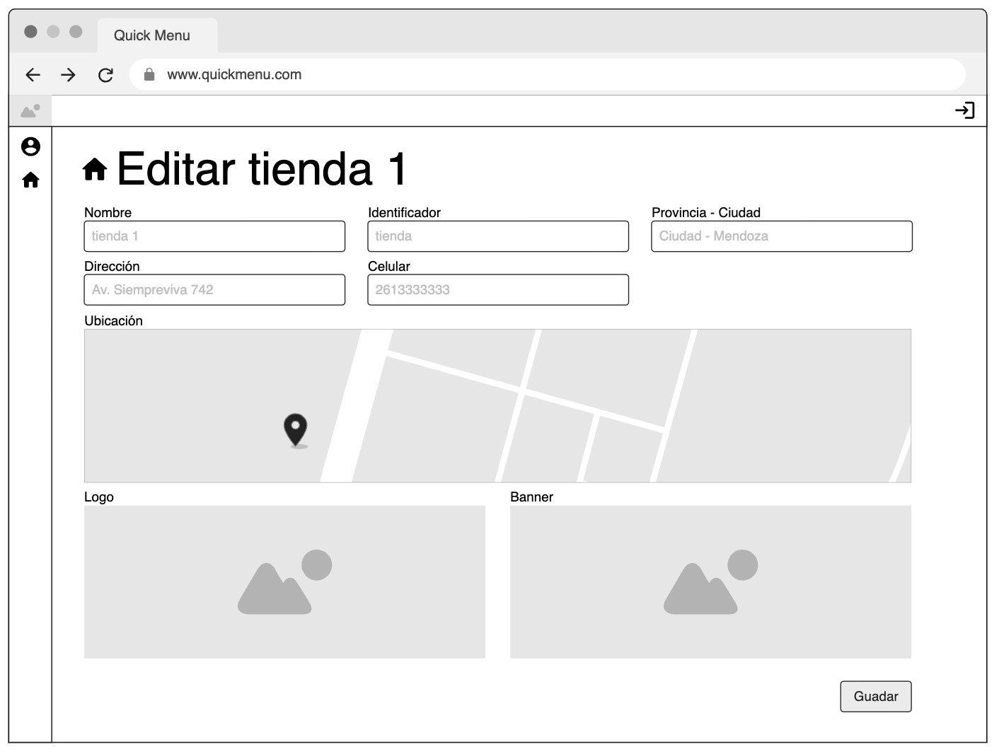 Quick Menu
www.quickmenu.com
Editar tienda 1
Nombre
Identificador
Provincia - Ciudad
tienda 1
tienda
Ciudad - Mendoza
Dirección
Celular
Av. Siempreviva 742
2613333333
Ubicación
Logo
Banner
Guadar